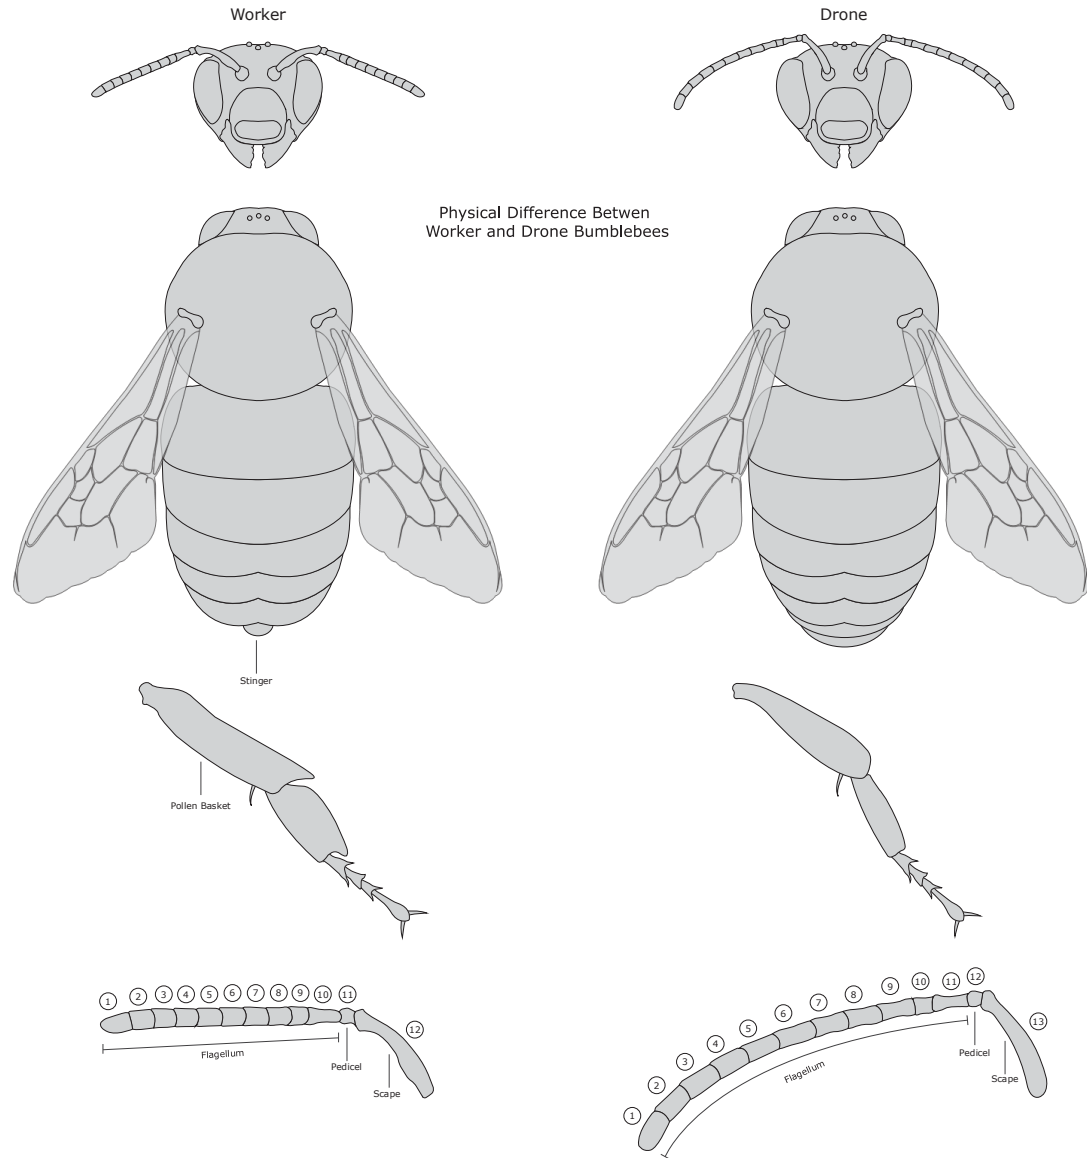 Worker
Drone
Physical Difference Betwen
Worker and Drone Bumblebees
Stinger
Pollen Basket
1 2 3 4 5 6 7 8 9 10 11 12
Flagellum
Pedicel
Scape
1 2 3 4 5 6 7 8 9 10 11 12 13
Flagellum
Pedicel
Scape